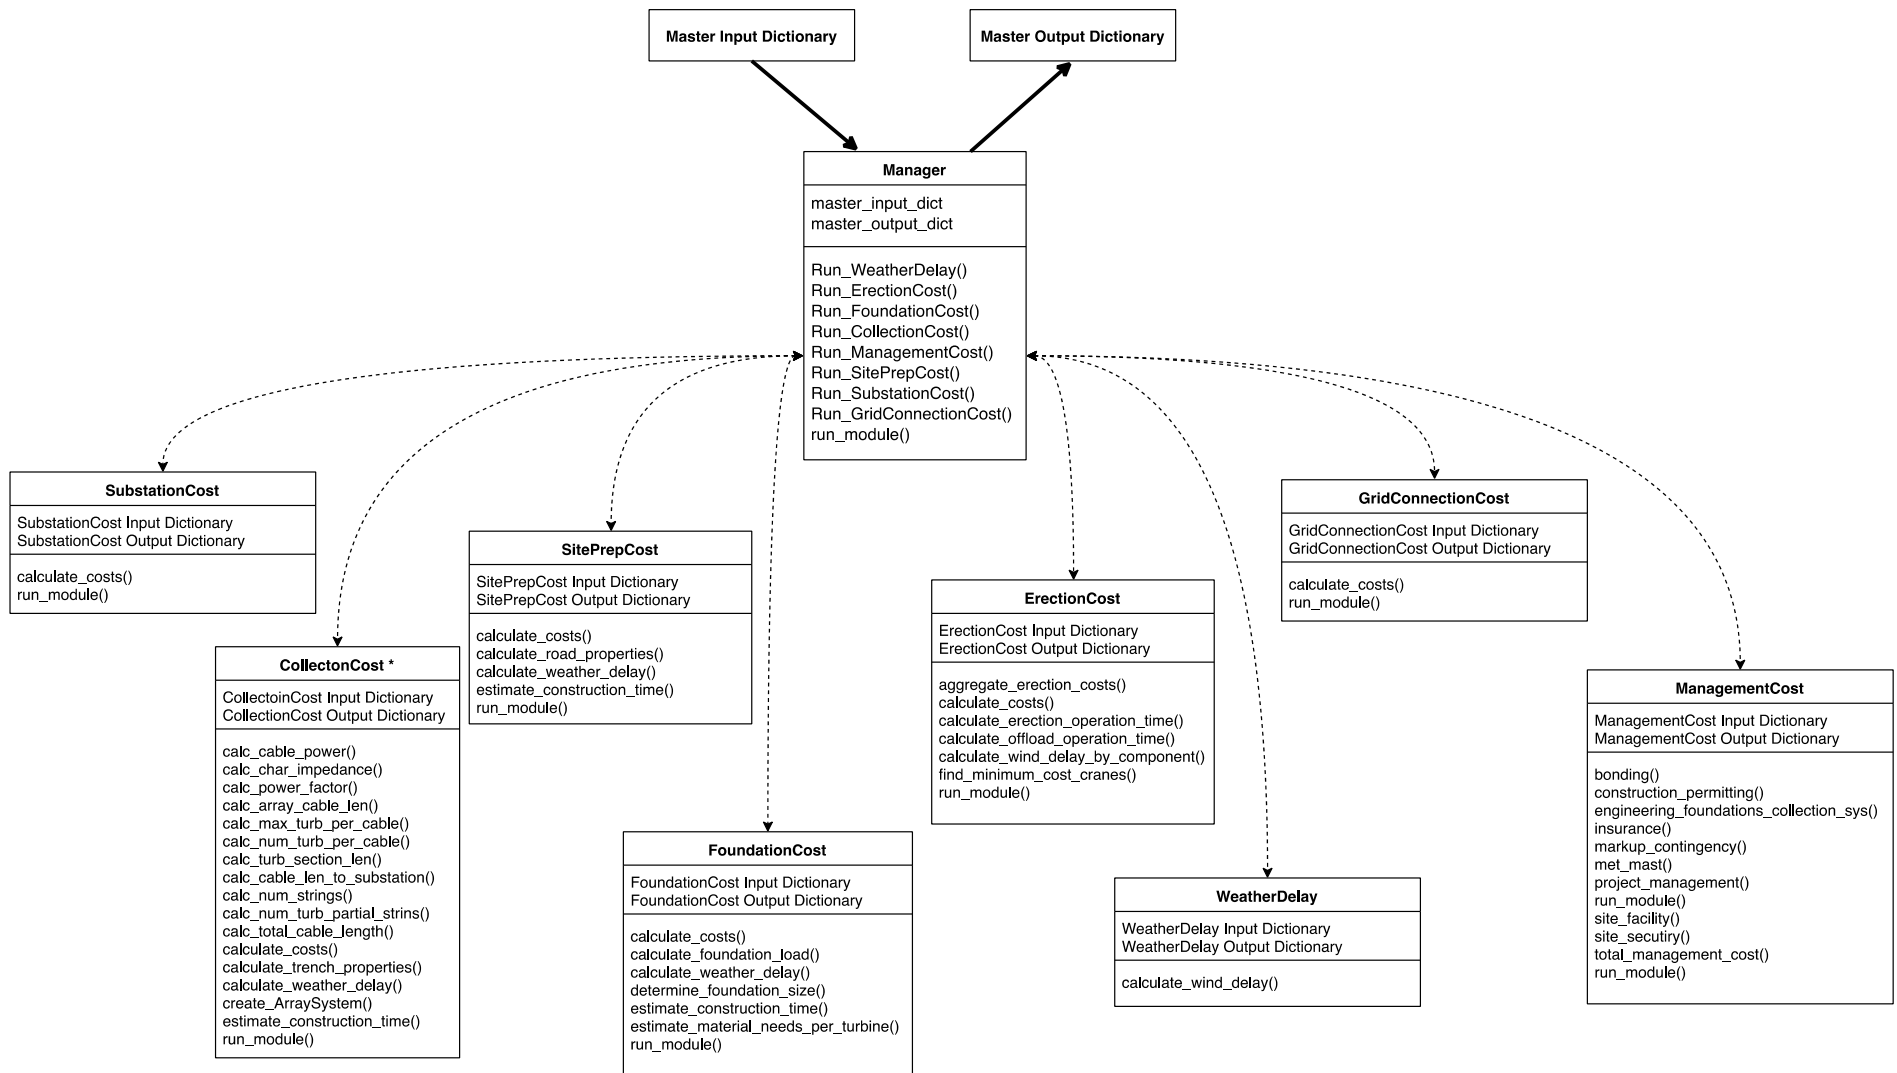 Master Input Dictionary
Master Output Dictionary
Manager
master_input_dict
master_output_dict
Run_WeatherDelay()
Run_ErectionCost()
Run_FoundationCost()
Run_CollectionCost()
Run_ManagementCost()
Run_SitePrepCost()
Run_SubstationCost()
Run_GridConnectionCost()
run_module()
SubstationCost
SubstationCost Input Dictionary
SubstationCost Output Dictionary
calculate_costs()
run_module()
CollectonCost *
CollectoinCost Input Dictionary
CollectionCost Output Dictionary
calc_cable_power()
calc_char_impedance()
calc_power_factor()
calc_array_cable_len()
calc_max_turb_per_cable()
calc_num_turb_per_cable()
calc_turb_section_len()
calc_cable_len_to_substation()
calc_num_strings()
calc_num_turb_partial_strins()
calc_total_cable_length()
calculate_costs()
calculate_trench_properties()
calculate_weather_delay()
create_ArraySystem()
estimate_construction_time()
run_module()
SitePrepCost
SitePrepCost Input Dictionary
SitePrepCost Output Dictionary
calculate_costs()
calculate_road_properties()
calculate_weather_delay()
estimate_construction_time()
run_module()
FoundationCost
FoundationCost Input Dictionary
FoundationCost Output Dictionary
calculate_costs()
calculate_foundation_load()
calculate_weather_delay()
determine_foundation_size()
estimate_construction_time()
estimate_material_needs_per_turbine()
run_module()
ErectionCost
ErectionCost Input Dictionary
ErectionCost Output Dictionary
aggregate_erection_costs()
calculate_costs()
calculate_erection_operation_time()
calculate_offload_operation_time()
calculate_wind_delay_by_component()
find_minimum_cost_cranes()
run_module()
WeatherDelay
WeatherDelay Input Dictionary
WeatherDelay Output Dictionary
calculate_wind_delay()
GridConnectionCost
GridConnectionCost Input Dictionary
GridConnectionCost Output Dictionary
calculate_costs()
run_module()
ManagementCost
ManagementCost Input Dictionary
ManagementCost Output Dictionary
bonding()
construction_permitting()
engineering_foundations_collection_sys()
insurance()
markup_contingency()
met_mast()
project_management()
run_module()
site_facility()
site_secutiry()
total_management_cost()
run_module()